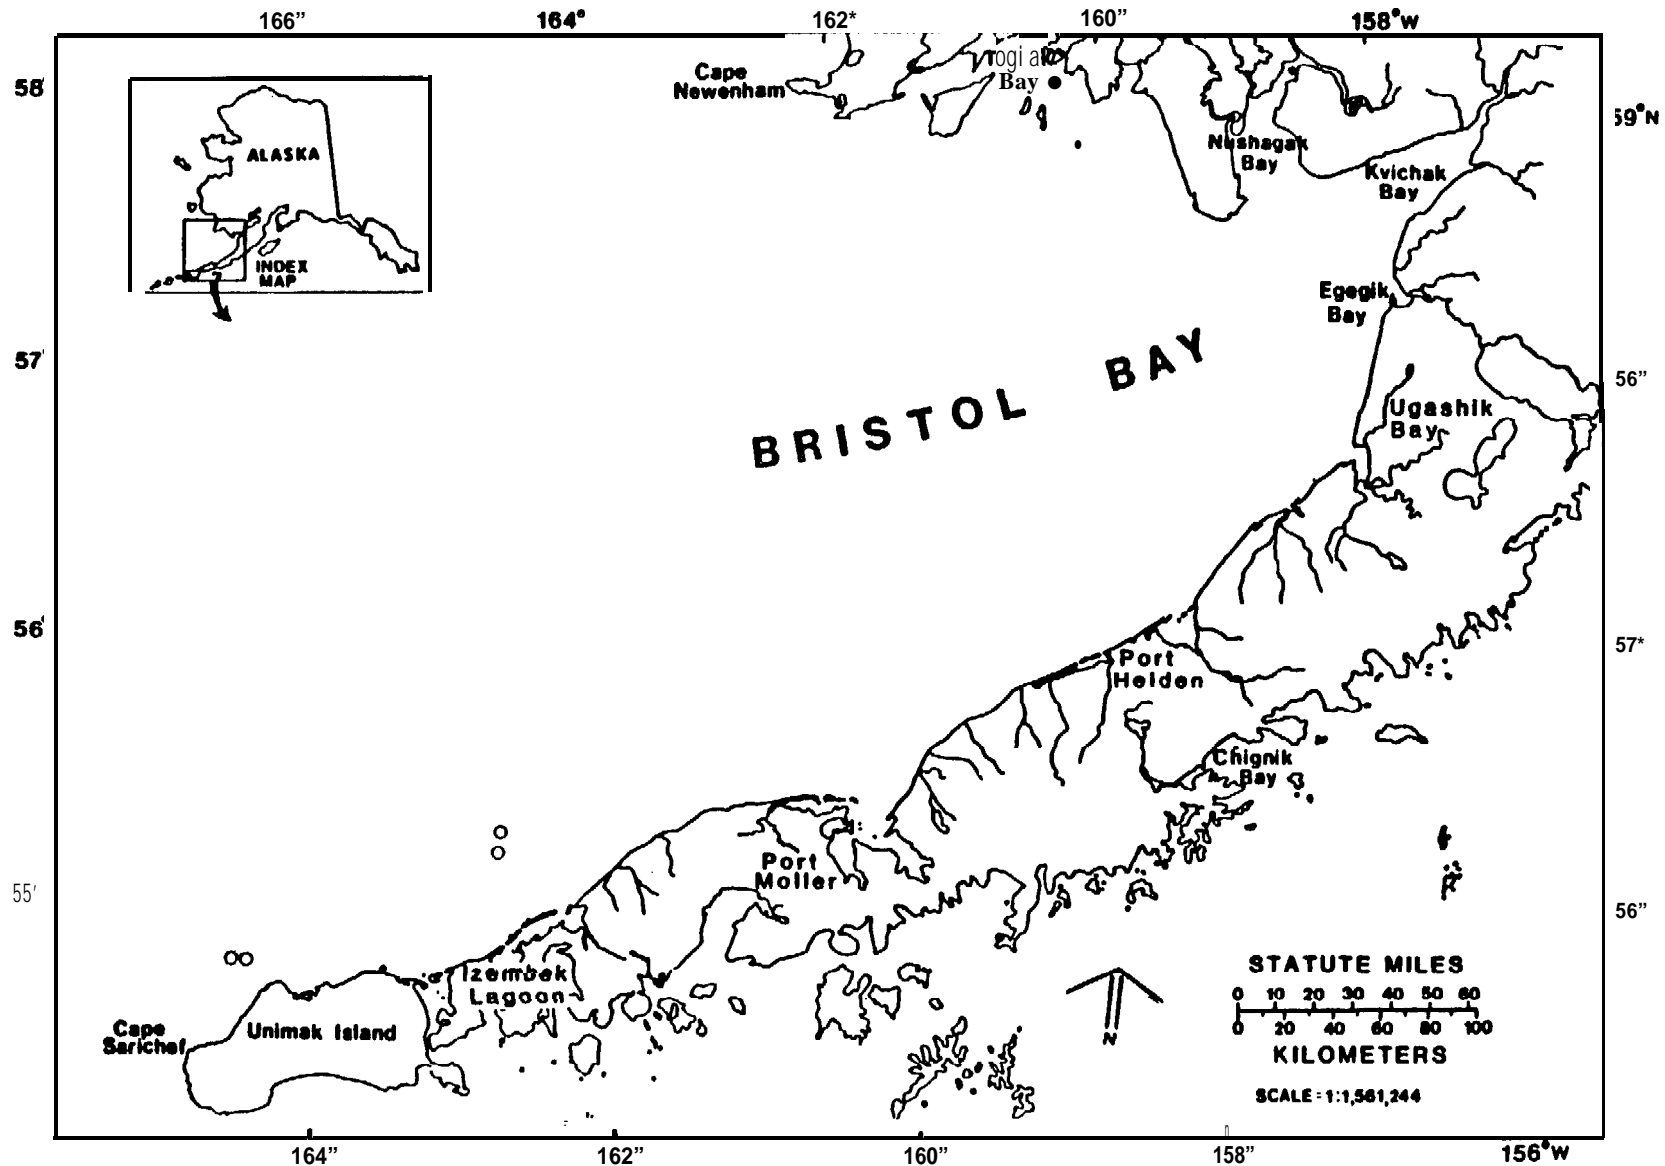 166”
164°
162*
160”
158°W
58'
Cape
Newenham
rogi ak
Bay
59°N
ALASKA
Nushagak
Bay
Kvichak
Bay
INDEX
MAP
Egegik
Bay
57'
BRISTOL BAY
56”
Ugashik
Bay
56'
57*
Port
Heiden
Chignik
Bay
Port
Moller
55'
56”
Izembek
Lagoon
STATUTE MILES
0 10 20 30 40 50 60
0 20 40 60 80 100
KILOMETERS
Cape
Sarichef
Unimak Island
N
SCALE = 1:1,561,244
164”
162”
160”
158”
156°W